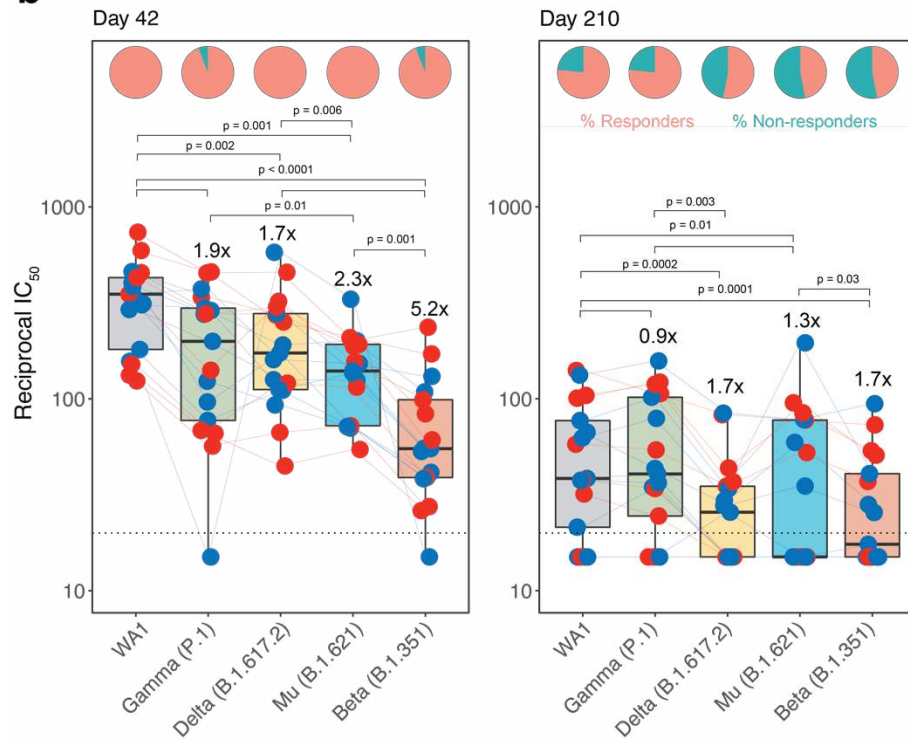 b
Day 42
Day 210
% Responders
% Non-responders
p = 0.006
p = 0.001
p = 0.002
p < 0.0001
p = 0.01
p = 0.001
p = 0.003
p = 0.01
p = 0.0002
p = 0.0001
p = 0.03
Reciprocal IC50
1000
100
10
1.9x
1.7x
2.3x
5.2x
1000
100
10
0.9x
1.7x
1.3x
1.7x
WA1
Gamma (P.1)
Delta (B.1.617.2)
Mu (B.1.621)
Beta (B.1.351)
WA1
Gamma (P.1)
Delta (B.1.617.2)
Mu (B.1.621)
Beta (B.1.351)